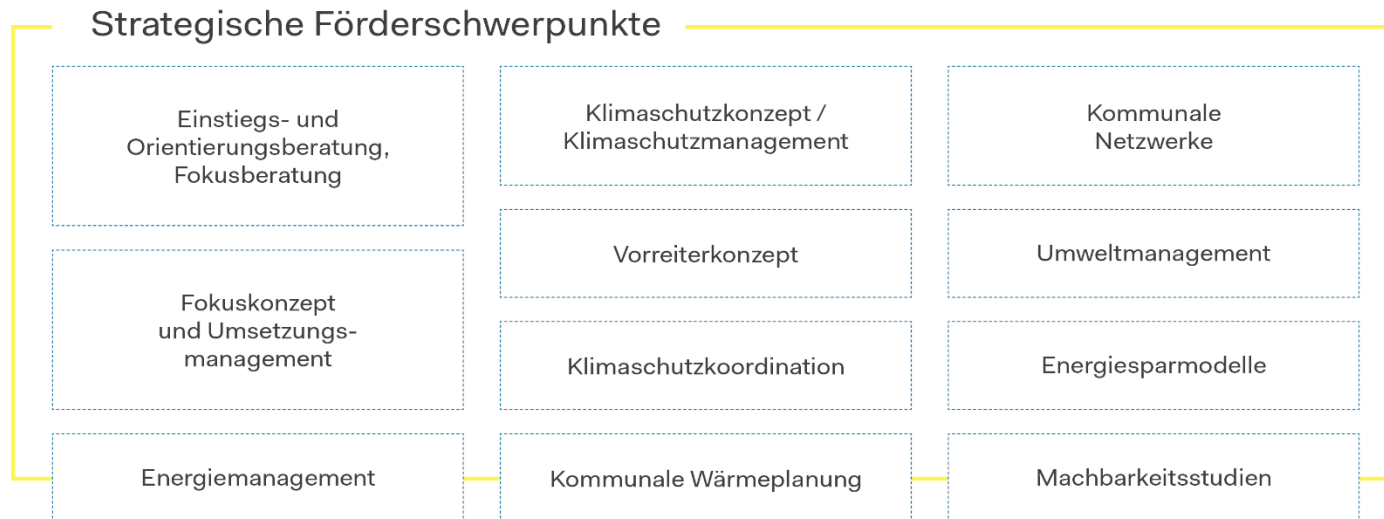 Strategische Förderschwerpunkte
Einstiegs- und
Orientierungsberatung,
Fokusberatung
Fokuskonzept
und Umsetzungs-
management
Energiemanagement
Klimaschutzkonzept /
Klimaschutzmanagement
Vorreiterkonzept
Klimaschutzkoordination
Kommunale Wärmeplanung
Kommunale
Netzwerke
Umweltmanagement
Energiesparmodelle
Machbarkeitsstudien